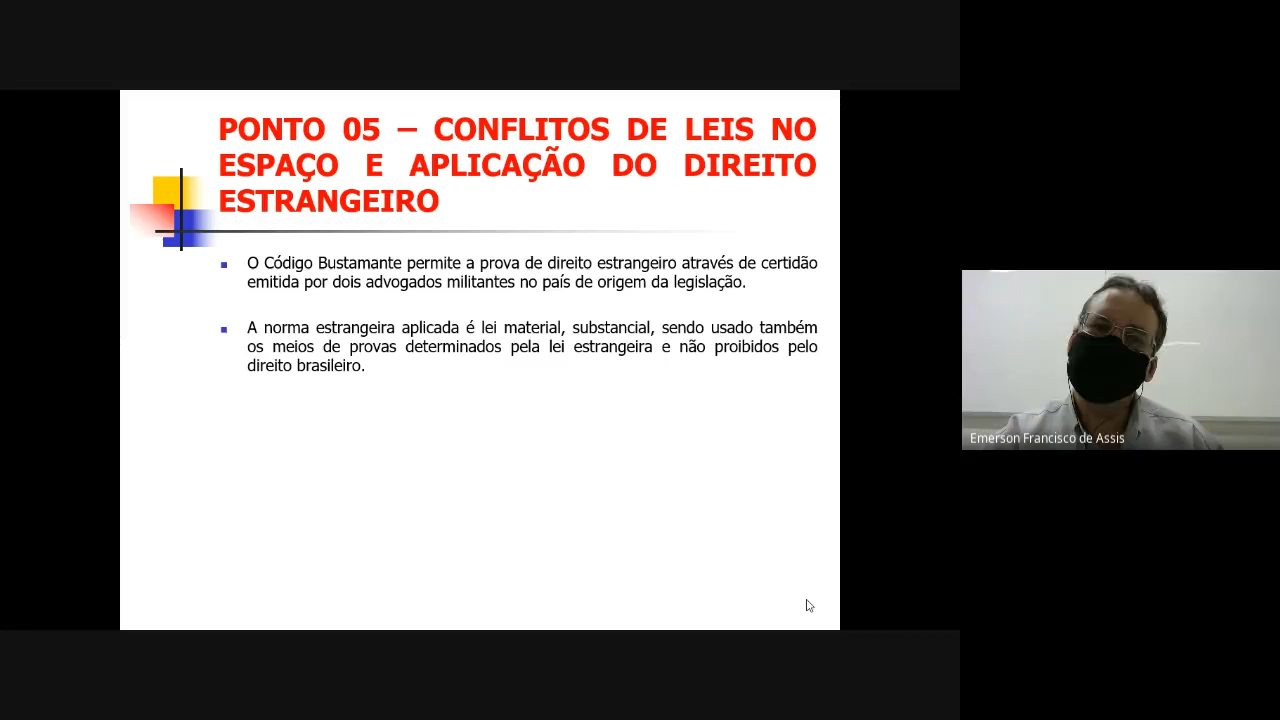 PONTO 05 – CONFLITOS DE LEIS NO
ESPAÇO E APLICAÇÃO DO DIREITO
ESTRANGEIRO
O Código Bustamante permite a prova de direito estrangeiro através de certidão
emitida por dois advogados militantes no país de origem da legislação.
A norma estrangeira aplicada é lei material, substancial, sendo usado também
os meios de provas determinados pela lei estrangeira e não proibidos pelo
direito brasileiro.
Emerson Francisco de Assis